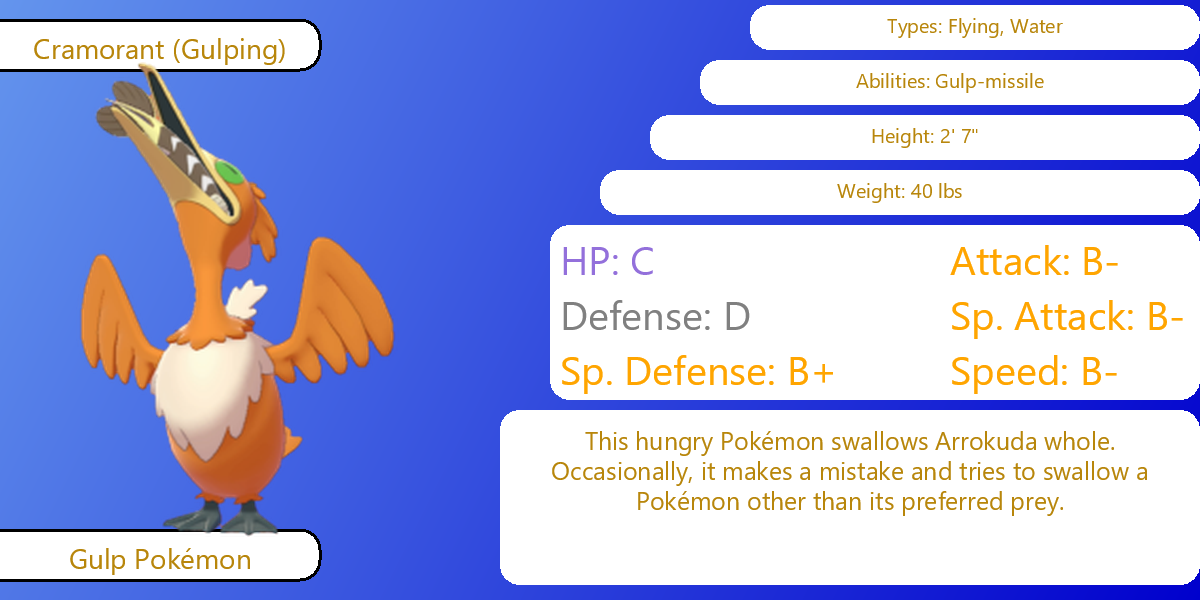 Cramorant (Gulping)
Types: Flying, Water
Abilities: Gulp-missile
Height: 2' 7"
Weight: 40 lbs
HP: C
Attack: B-
Defense: D
Sp. Attack: B-
Sp. Defense: B+
Speed: B-
This hungry Pokémon swallows Arrokuda whole.
Occasionally, it makes a mistake and tries to swallow a
Pokémon other than its preferred prey.
Gulp Pokémon